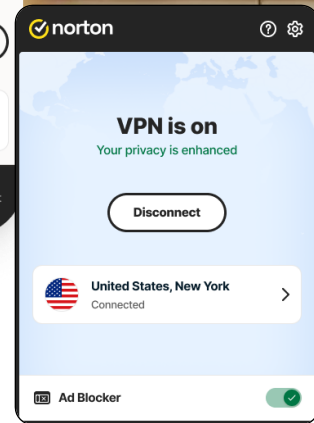 norton
VPN is on
Your privacy is enhanced
Disconnect
United States, New York
Connected
Ad Blocker